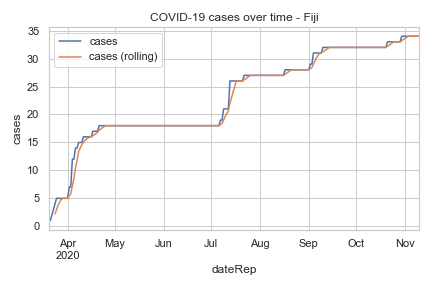 COVID-19 cases over time - Fiji
cases
cases (rolling)
35
30
25
20
15
10
5
0
cases
Apr
2020
May
Jun
Jul
Aug
Sep
Oct
Nov
dateRep